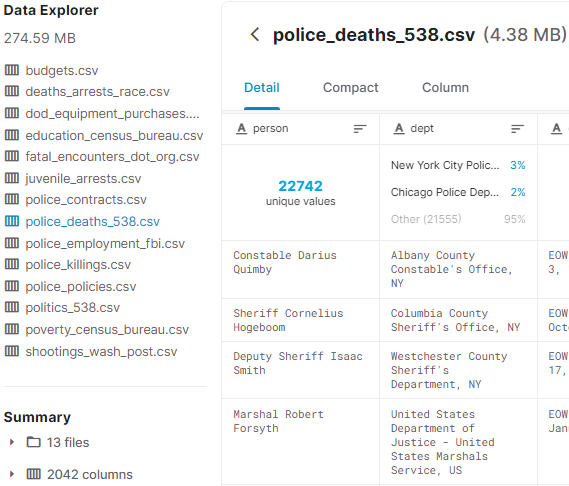 Data Explorer
274.59 MB
budgets.csv
deaths_arrests_race.csv
dod_equipment_purchases....
education_census_bureau.csv
fatal_encounters_dot_org.csv
juvenile_arrests.csv
police_contracts.csv
police_deaths_538.csv
police_employment_fbi.csv
police_killings.csv
police_policies.csv
politics_538.csv
poverty_census_bureau.csv
shootings_wash_post.csv
Summary
13 files
2042 columns
police_deaths_538.csv (4.38 MB)
Detail Compact Column
A person A dept A
22742
unique values
New York City Polic... 3%
Chicago Police Dep... 2%
Other (21555) 95%
Constable Darius
Quimby
Albany County
Constable's Office,
NY
EOW
3,
Sheriff Cornelius
Hogeboom
Columbia County
Sheriff's Office, NY
EOW
Octo
Deputy Sheriff Isaac
Smith
Westchester County
Sheriff's
Department, NY
EOW
17,
Marshal Robert
Forsyth
United States
Department of
Justice - United
States Marshals
Service, US
EOW
Janu